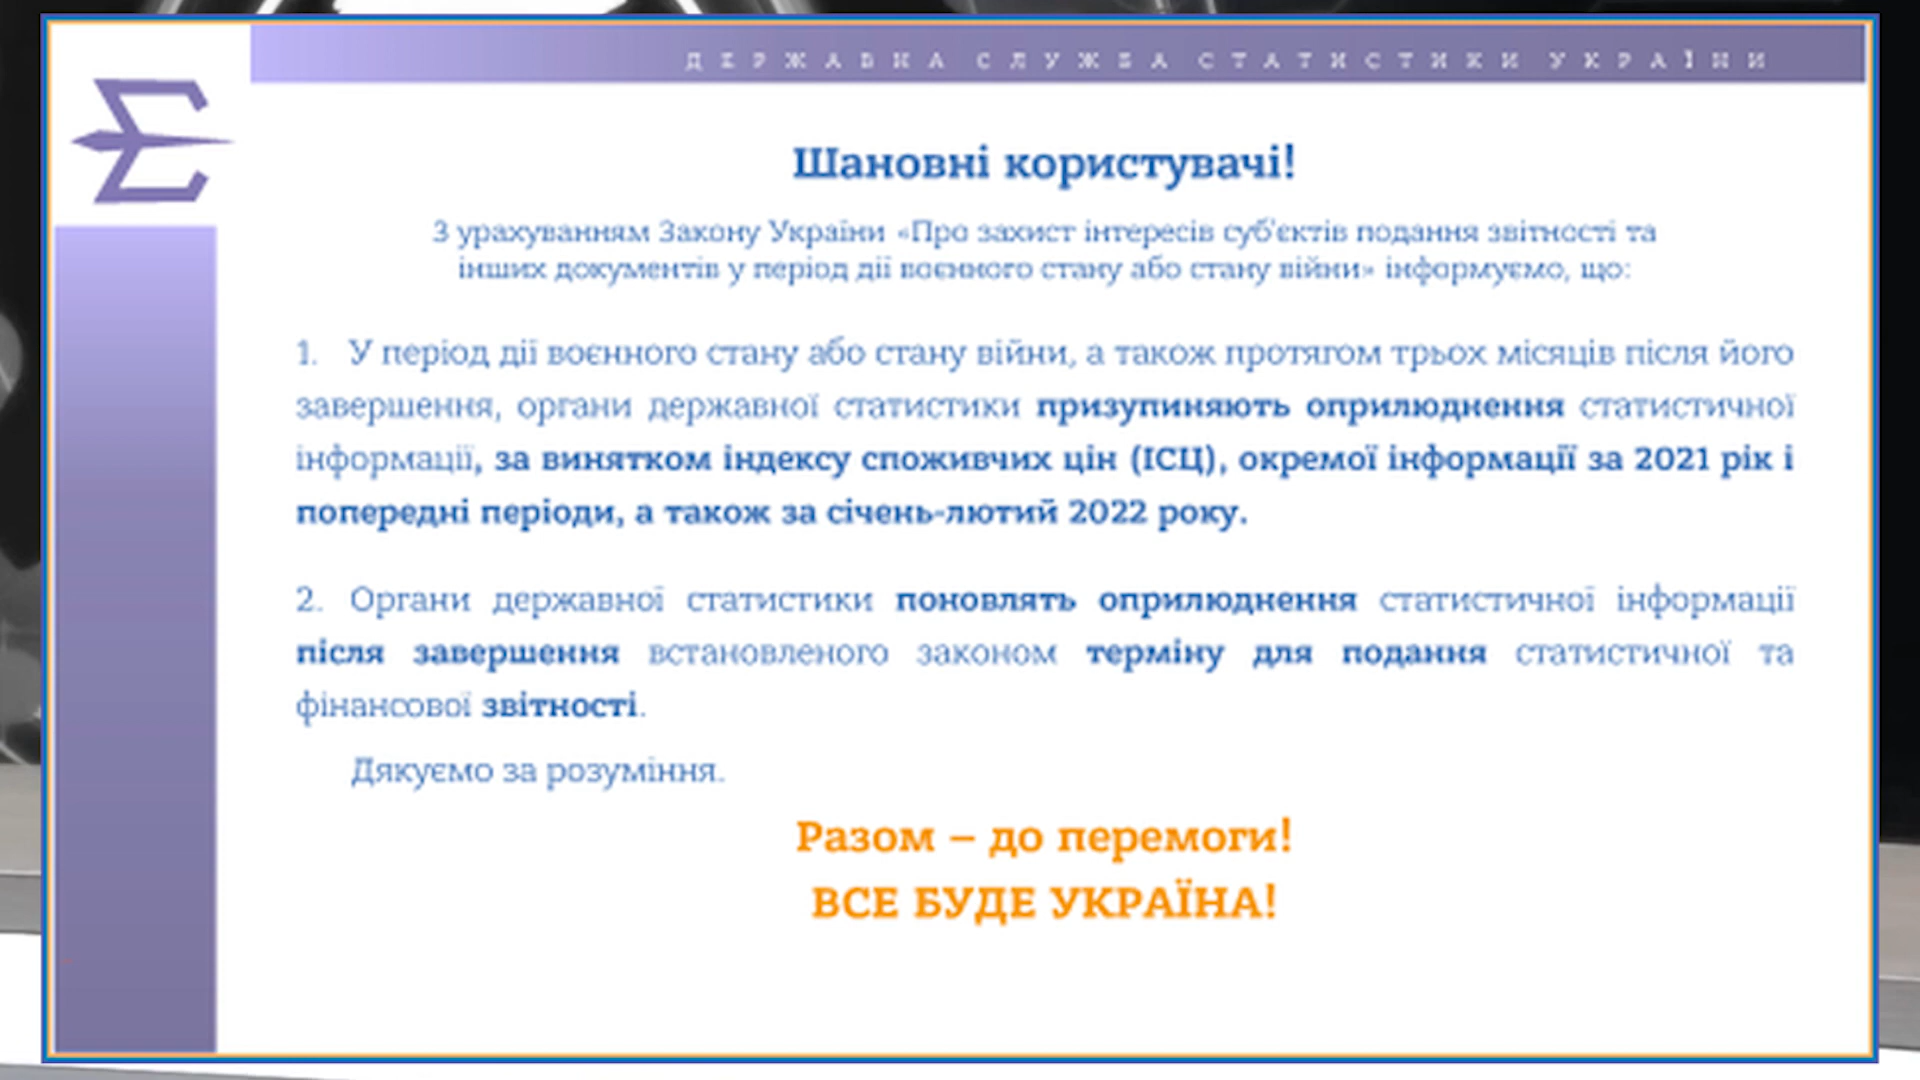 ДЕРЖАВНА СЛУЖБА СТАТИСТИКИ УКРАЇНИ
Шановні користувачі!
З урахуванням Закону України «Про захист інтересів суб'єктів подання звітності та
інших документів у період дії воєнного стану або стану війни» інформуємо, що:
1. У період дії воєнного стану або стану війни, а також протягом трьох місяців після його
завершення, органи державної статистики призупиняють оприлюднення статистичної
інформації, за винятком індексу споживчих цін (ІСЦ), окремої інформації за 2021 рік і
попередні періоди, а також за січень-лютий 2022 року.
2. Органи державної статистики поновлять оприлюднення статистичної інформації
після завершення встановленого законом терміну для подання статистичної та
фінансової звітності.
Дякуємо за розуміння.
Разом – до перемоги!
ВСЕ БУДЕ УКРАЇНА!